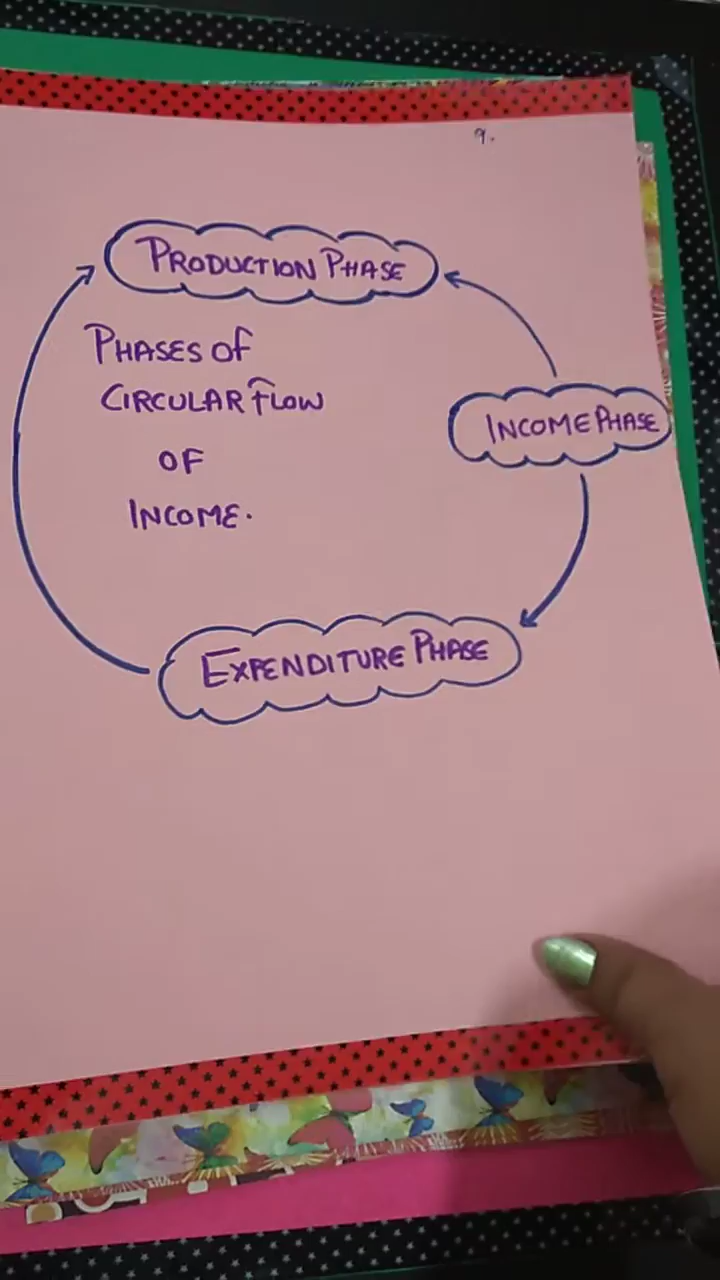 9.
PRODUCTION PHASE
PHASES OF
CIRCULAR FLOW
OF
INCOME.
INCOME PHASE
EXPENDITURE PHASE